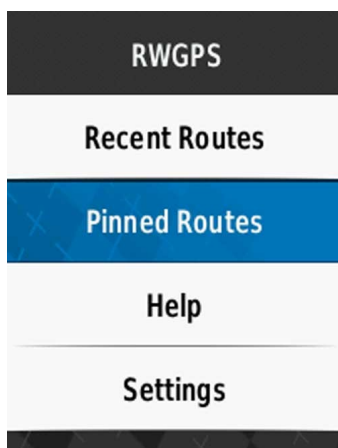 RWGPS
Recent Routes
Pinned Routes
Help
Settings